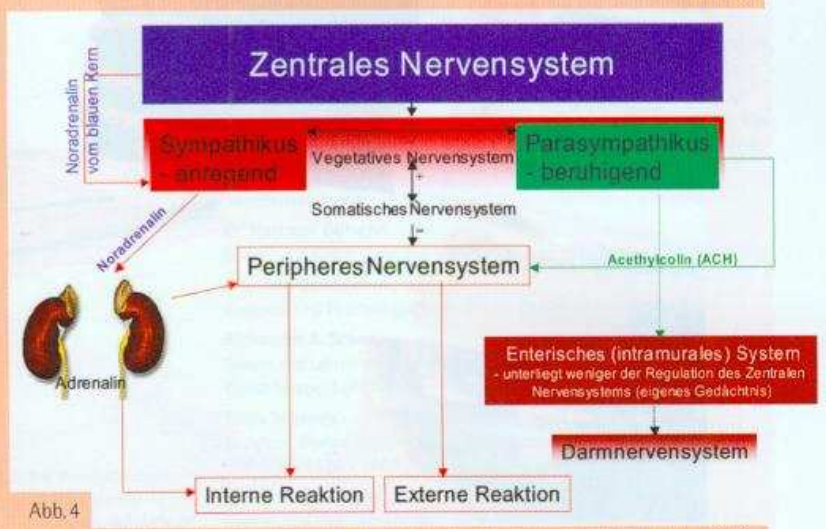 Zentrales Nervensystem
Noradrenalin
vom blauen Kern
Sympathikus
- anregend
Vegetatives Nervensystem
Parasympathikus
- beruhigend
+
Somatisches Nervensystem
Noradrenalin
Peripheres Nervensystem
Acethylcolin (ACH)
Adrenalin
Enterisches (intramurales) System
- unterliegt weniger der Regulation des Zentralen
Nervensystems (eigenes Gedächtnis)
Darmnervensystem
Interne Reaktion
Externe Reaktion
Abb. 4